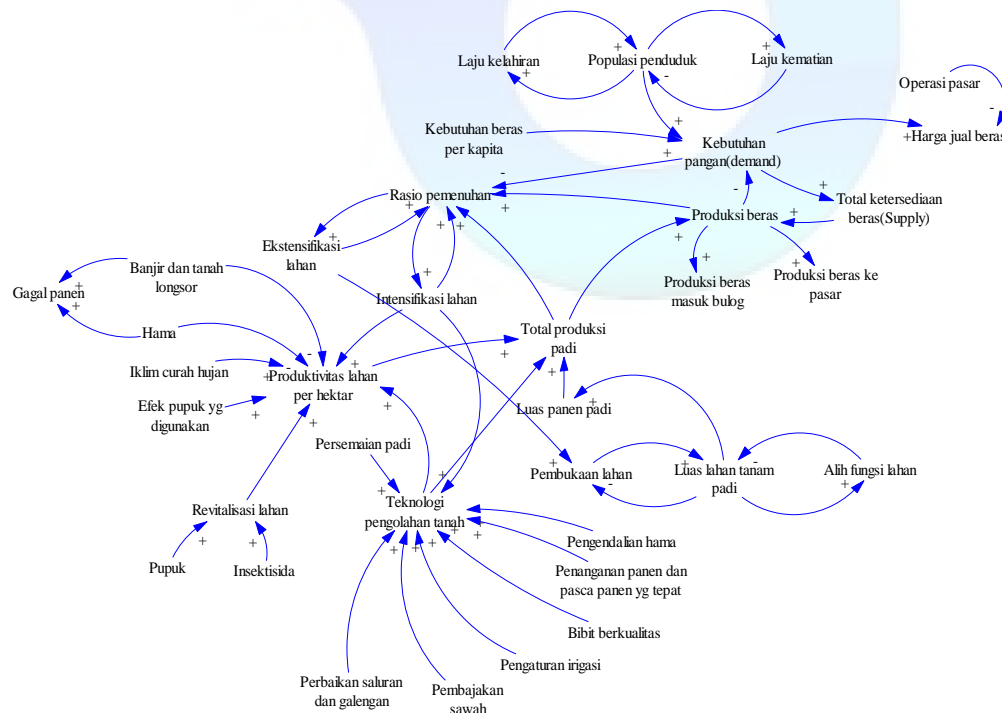 Laju kelahiran
Populasi penduduk
Laju kematian
Operasi pasar
Harga jual beras
Kebutuhan beras
per kapita
Kebutuhan
pangan(demand)
Rasio pemenuhan
Produksi beras
Total ketersediaan
beras(Supply)
Ekstensifikasi
lahan
Banjir dan tanah
longsor
Gagal panen
Produksi beras
masuk bulog
Produksi beras ke
pasar
Intensifikasi lahan
Hama
Total produksi
padi
Iklim curah hujan
Produktivitas lahan
per hektar
Efek pupuk yg
digunakan
Luas panen padi
Persemaian padi
Pembukaan lahan
Luas lahan tanam
padi
Alih fungsi lahan
Revitalisasi lahan
Teknologi
pengolahan tanah
Pupuk
Insektisida
Pengendalian hama
Penanganan panen dan
pasca panen yg tepat
Bibit berkualitas
Pengaturan irigasi
Perbaikan saluran
dan galengan
Pembajakan
sawah